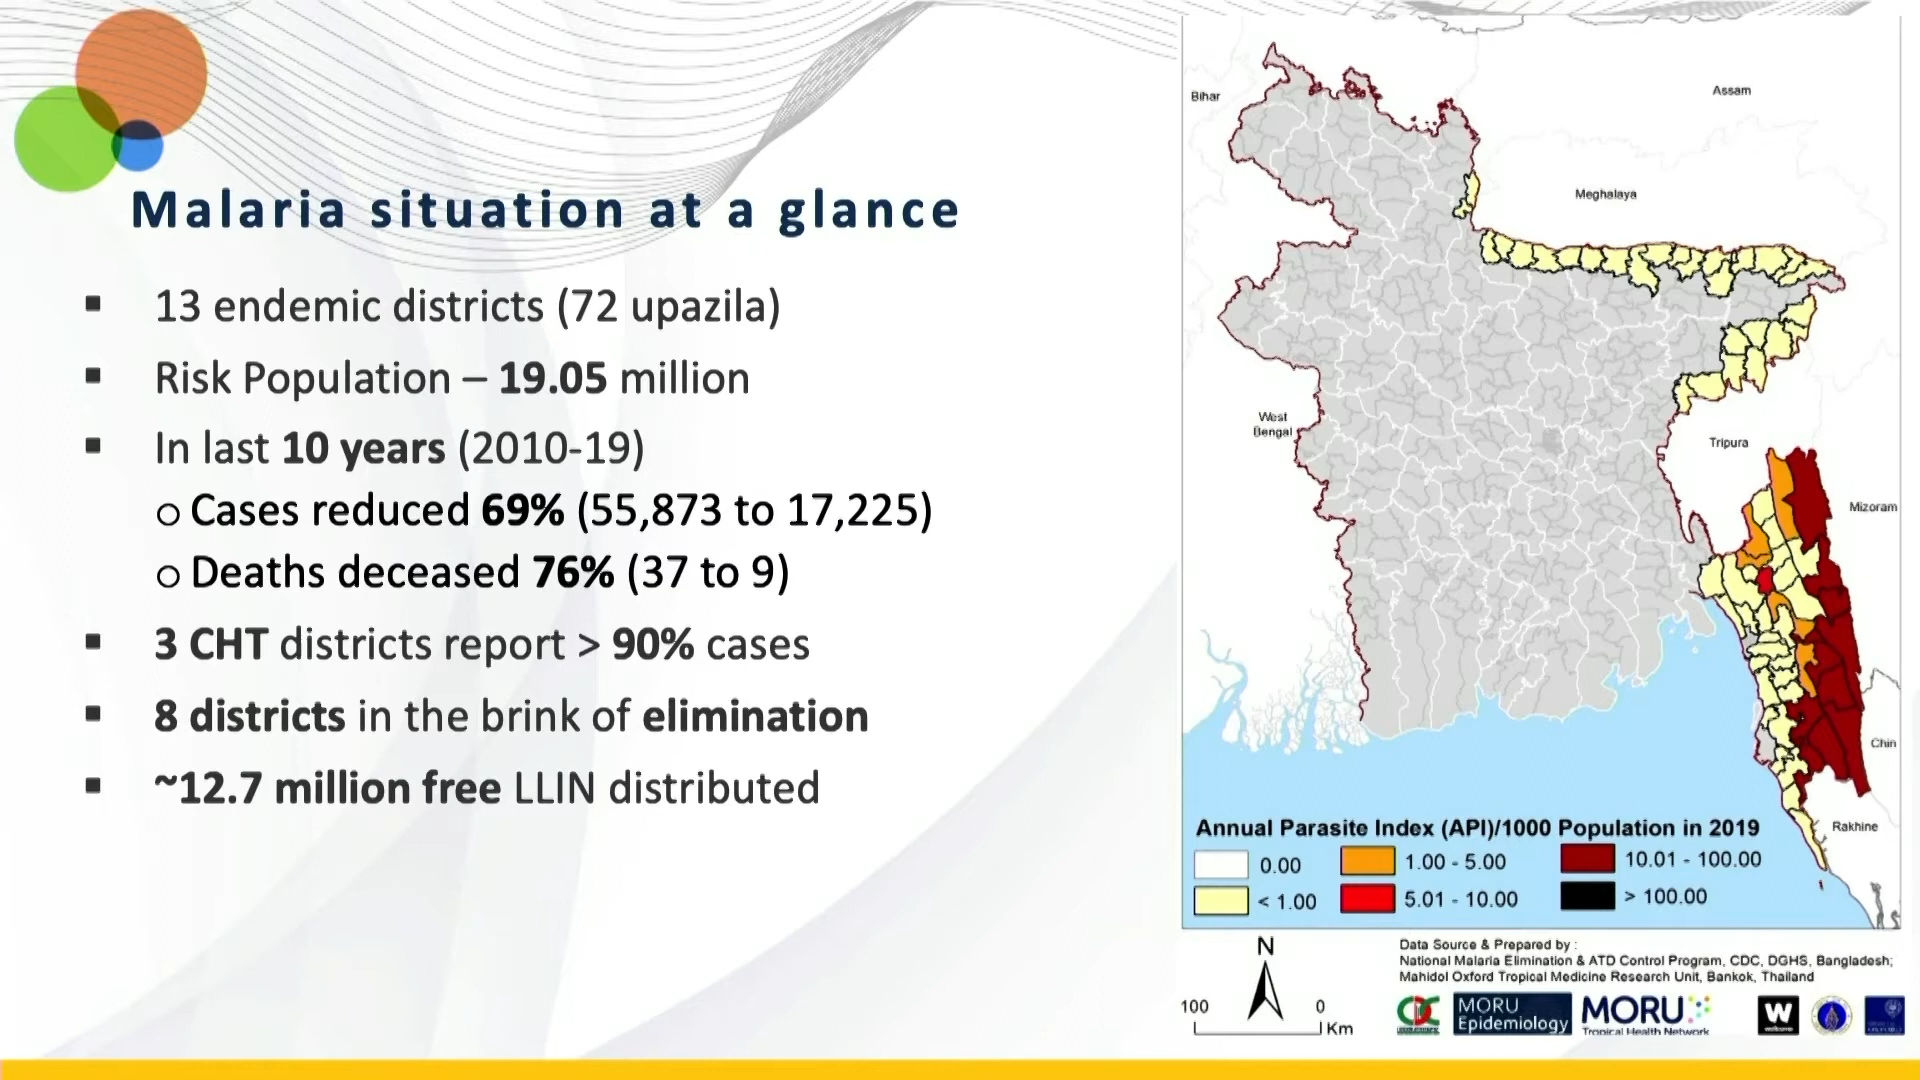 Malaria situation at a glance
▪ 13 endemic districts (72 upazila)
▪ Risk Population – 19.05 million
▪ In last 10 years (2010-19)
o Cases reduced 69% (55,873 to 17,225)
o Deaths deceased 76% (37 to 9)
▪ 3 CHT districts report > 90% cases
▪ 8 districts in the brink of elimination
▪ ~12.7 million free LLIN distributed
Bihar
Assam
Meghalaya
West
Bengal
Tripura
Mizoram
Chin
Rakhine
Annual Parasite Index (API)/1000 Population in 2019
0.00
1.00 - 5.00
10.01 - 100.00
< 1.00
5.01 - 10.00
> 100.00
N
100 0
Km
Data Source & Prepared by :
National Malaria Elimination & ATD Control Program, CDC, DGHS, Bangladesh;
Mahidol Oxford Tropical Medicine Research Unit, Bankok, Thailand
MORU
Epidemiology
MORU
Tropical Health Network
W